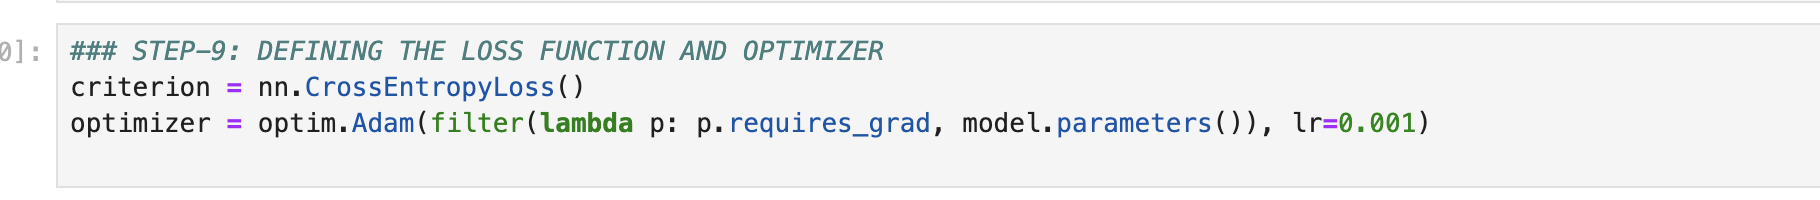 0]:
### STEP-9: DEFINING THE LOSS FUNCTION AND OPTIMIZER
criterion = nn.CrossEntropyLoss()
optimizer = optim.Adam(filter(lambda p: p.requires_grad, model.parameters()), lr=0.001)